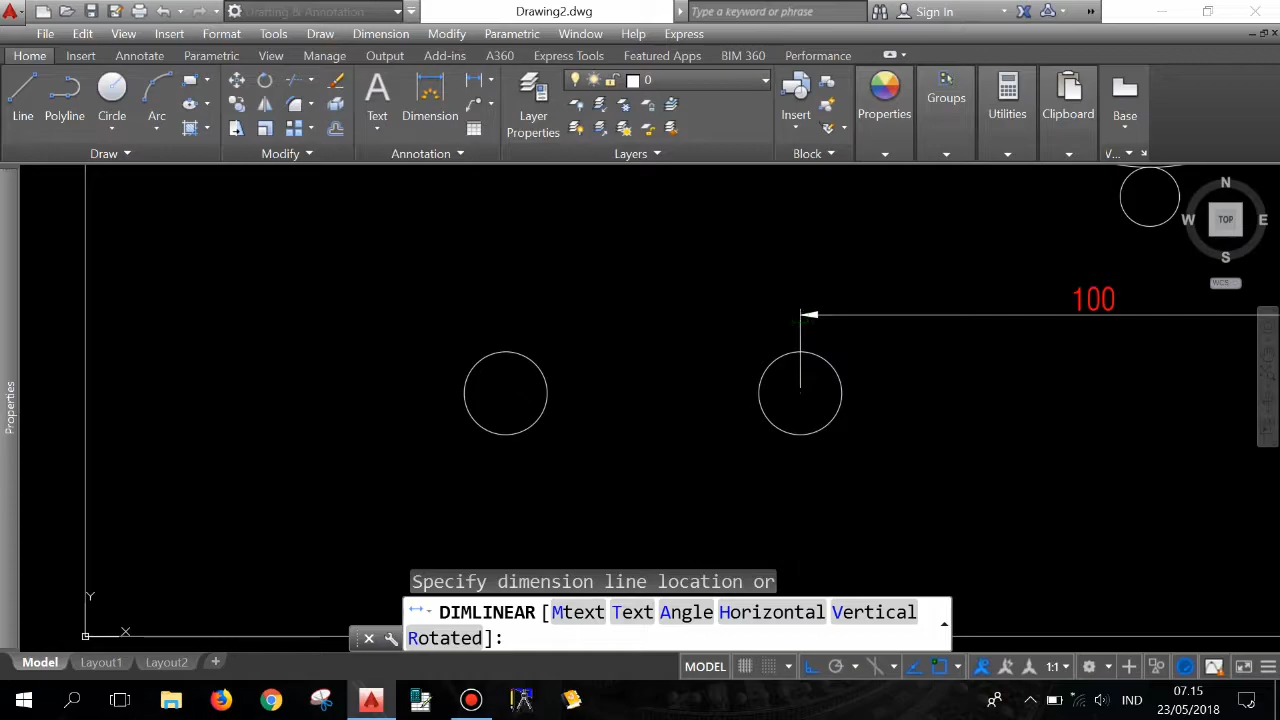 Drafting & Annotation
Drawing2.dwg
Type a keyword or phrase
Sign In
File Edit View Insert Format Tools Draw Dimension Modify Parametric Window Help Express
Home Insert Annotate Parametric View Manage Output Add-ins A360 Express Tools Featured Apps BIM 360 Performance
Line Polyline Circle Arc
Text Dimension
Layer
Properties
0
Insert
Properties
Groups
Utilities
Clipboard
Base
Draw Modify Annotation Layers Block V...
N
W TOP E
S
WCS
100
Properties
Y
X
Specify dimension line location or
DIMLINEAR [Mtext Text Angle Horizontal Vertical
Rotated]:
Model Layout1 Layout2 +
MODEL 1:1
IND
07.15
23/05/2018